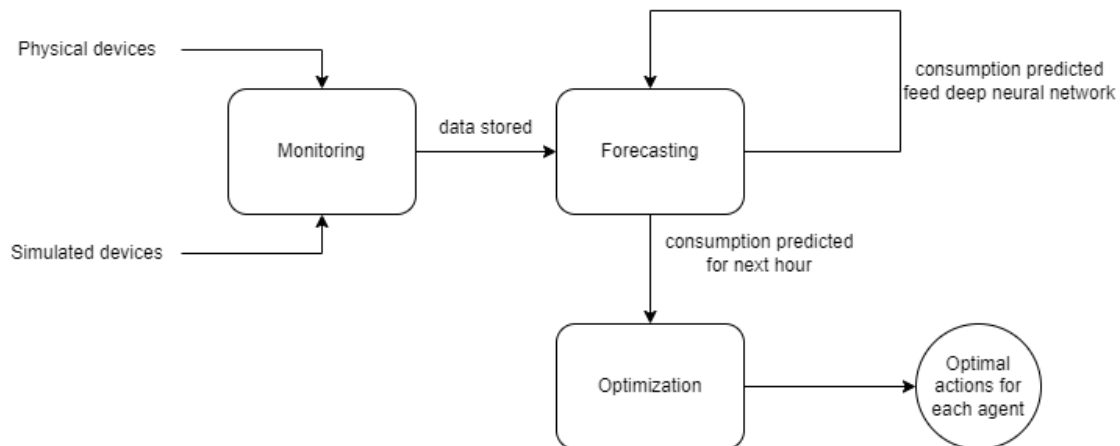 Physical devices
consumption predicted
feed deep neural network
data stored
Monitoring
Forecasting
Simulated devices
consumption predicted
for next hour
Optimization
Optimal
actions for
each agent